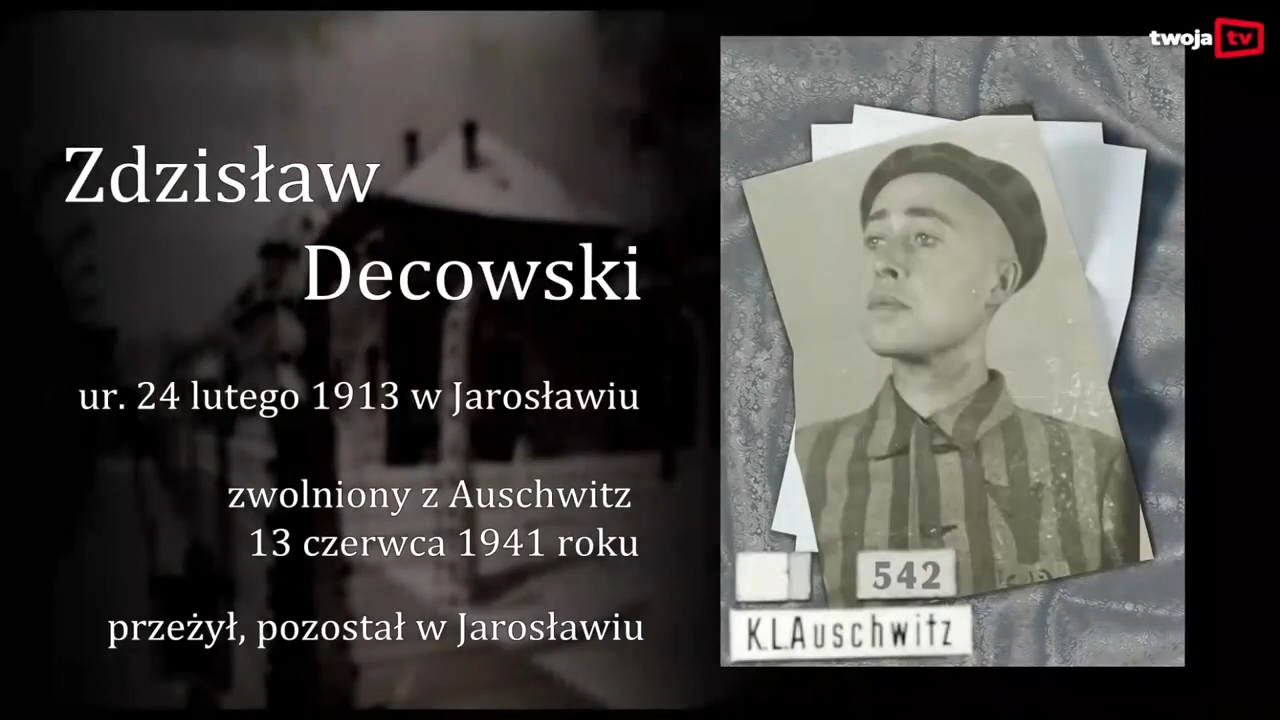 twoja tv
Zdzisław
Decowski
ur. 24 lutego 1913 w Jarosławiu
zwolniony z Auschwitz
13 czerwca 1941 roku
przeżył, pozostał w Jarosławiu
542
K.L.Auschwitz